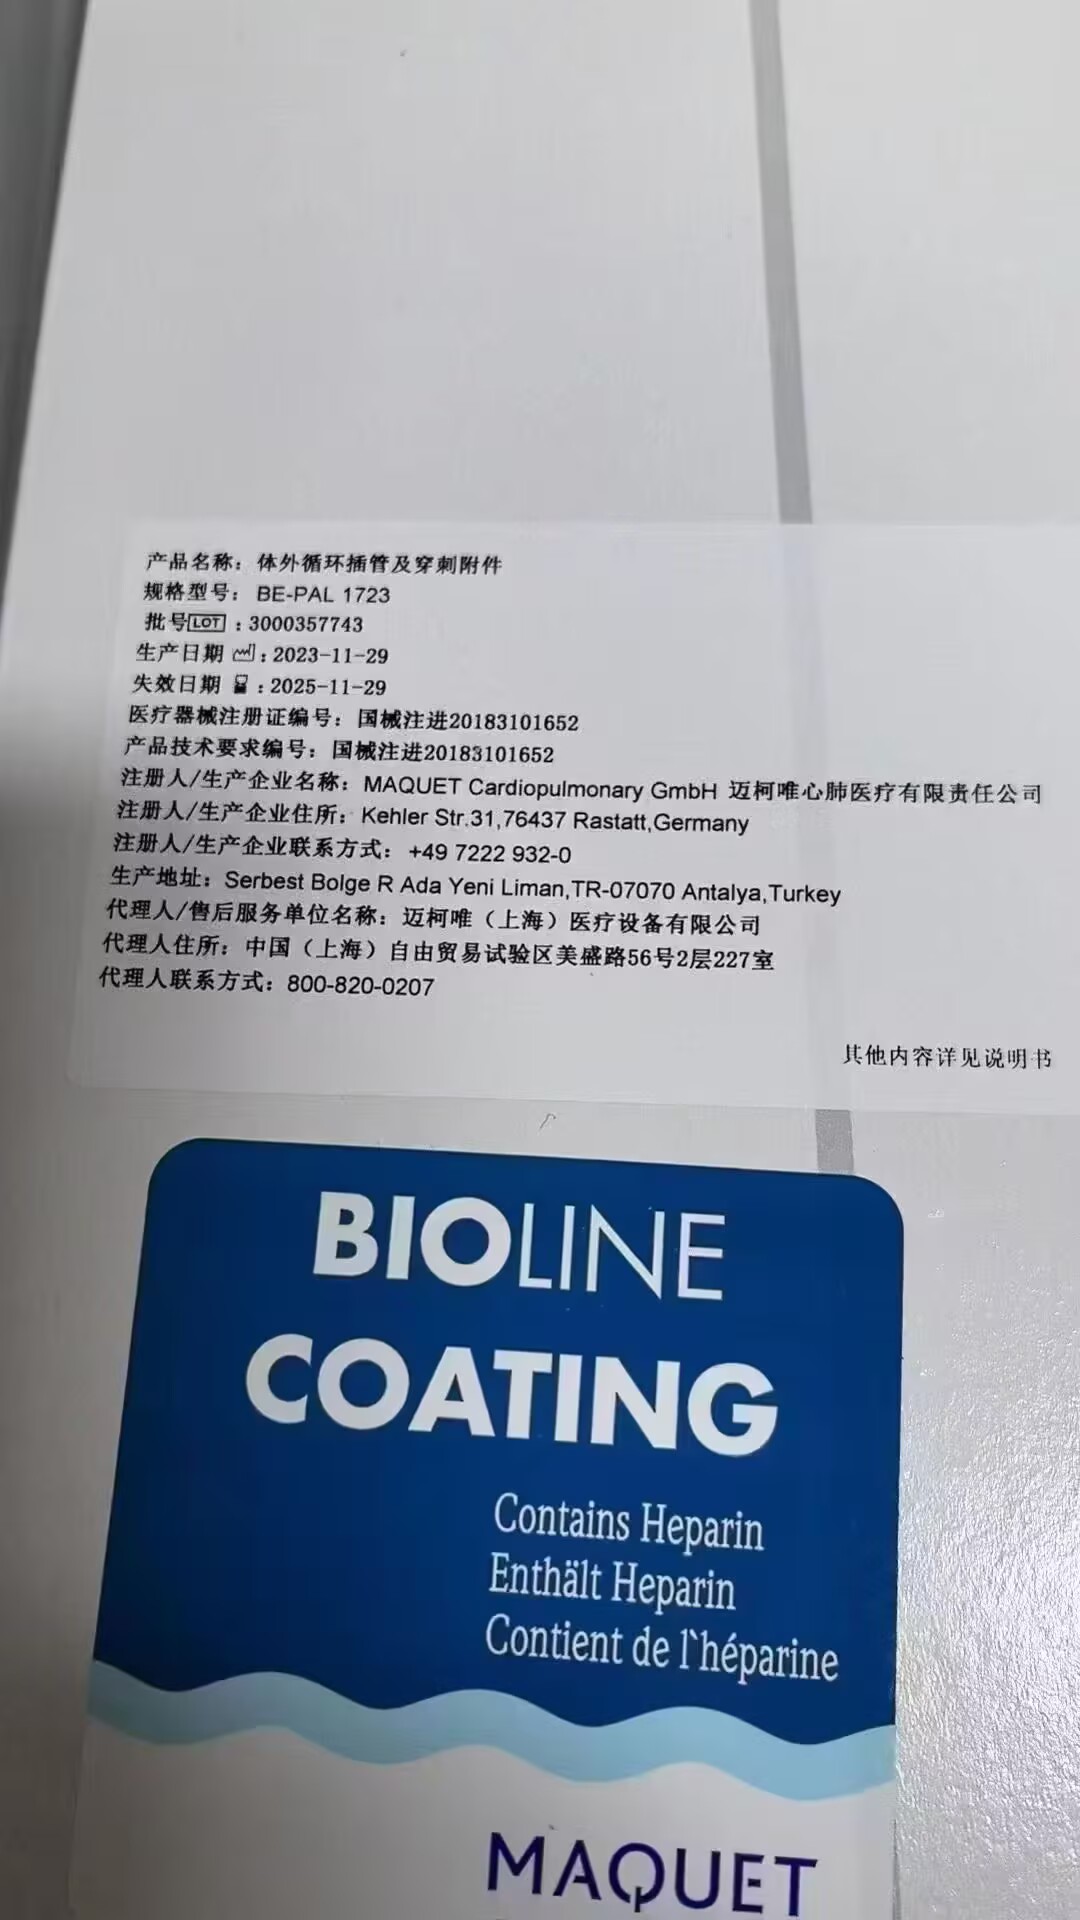 产品名称：体外循环插管及穿刺附件
规格型号：BE-PAL 1723
批号LOT：3000357743
生产日期：2023-11-29
失效日期：2025-11-29
医疗器械注册证编号：国械注进20183101652
产品技术要求编号：国械注进20183101652
注册人/生产企业名称：MAQUET Cardiopulmonary GmbH 迈柯唯心肺医疗有限责任公司
注册人/生产企业住所：Kehler Str.31,76437 Rastatt,Germany
注册人/生产企业联系方式：+49 7222 932-0
生产地址：Serbest Bolge R Ada Yeni Liman,TR-07070 Antalya,Turkey
代理人/售后服务单位名称：迈柯唯（上海）医疗设备有限公司
代理人住所：中国（上海）自由贸易试验区美盛路56号2层227室
代理人联系方式：800-820-0207
其他内容详见说明书
BIOLINE
COATING
Contains Heparin
Enthält Heparin
Contient de l`héparine
MAQUET